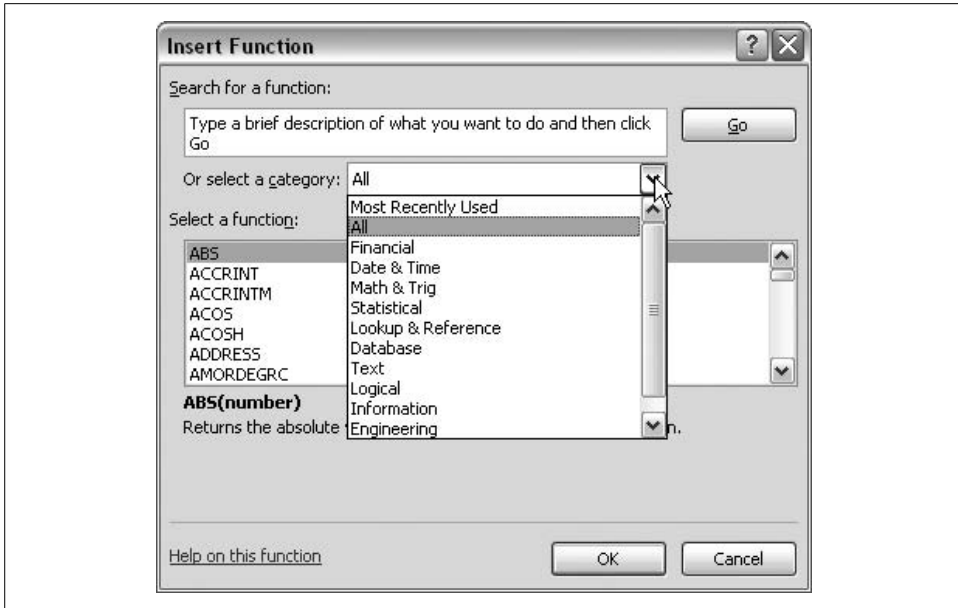 Insert Function
?
Search for a function:
Type a brief description of what you want to do and then click
Go
Go
Or select a category: All
Most Recently Used
All
Financial
Date & Time
Math & Trig
Statistical
Lookup & Reference
Database
Text
Logical
Information
Engineering
Select a function:
ABS
ACCRINT
ACCRINTM
ACOS
ACOSH
ADDRESS
AMORDEGRC
ABS(number)
Returns the absolute n.
Help on this function
OK
Cancel